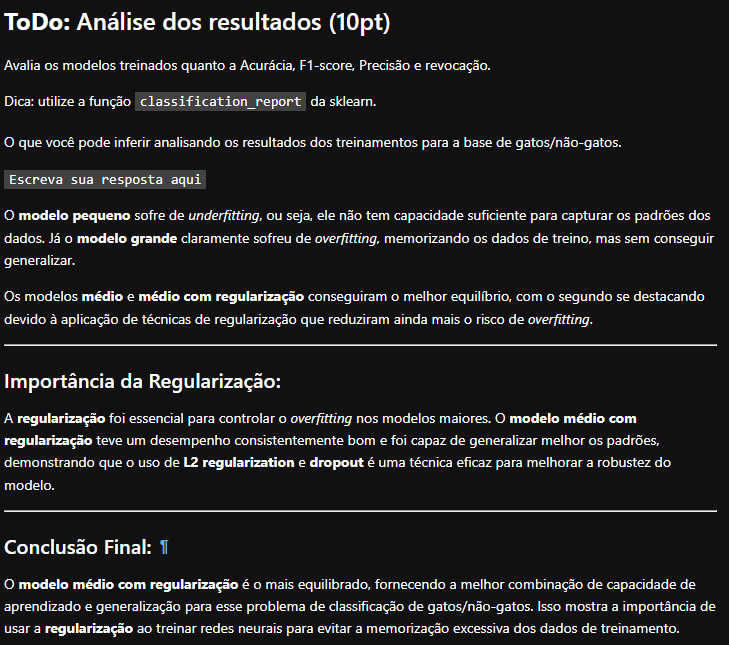 ToDo: Análise dos resultados (10pt)
Avalia os modelos treinados quanto a Acurácia, F1-score, Precisão e revocação.
Dica: utilize a função classification_report da sklearn.
O que você pode inferir analisando os resultados dos treinamentos para a base de gatos/não-gatos.
Escreva sua resposta aqui
O modelo pequeno sofre de underfitting, ou seja, ele não tem capacidade suficiente para capturar os padrões dos
dados. Já o modelo grande claramente sofreu de overfitting, memorizando os dados de treino, mas sem conseguir
generalizar.
Os modelos médio e médio com regularização conseguiram o melhor equilíbrio, com o segundo se destacando
devido à aplicação de técnicas de regularização que reduziram ainda mais o risco de overfitting.
Importância da Regularização:
A regularização foi essencial para controlar o overfitting nos modelos maiores. O modelo médio com
regularização teve um desempenho consistentemente bom e foi capaz de generalizar melhor os padrões,
demonstrando que o uso de L2 regularization e dropout é uma técnica eficaz para melhorar a robustez do
modelo.
Conclusão Final: ¶
O modelo médio com regularização é o mais equilibrado, fornecendo a melhor combinação de capacidade de
aprendizado e generalização para esse problema de classificação de gatos/não-gatos. Isso mostra a importância de
usar a regularização ao treinar redes neurais para evitar a memorização excessiva dos dados de treinamento.